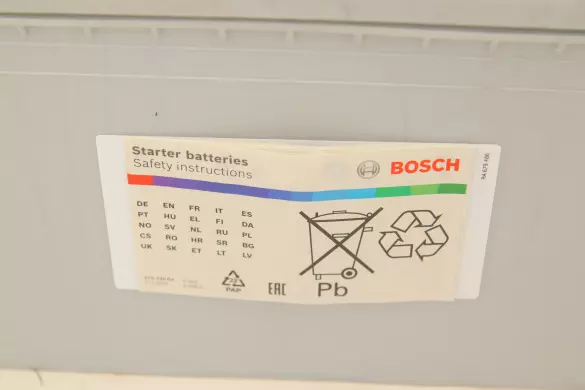 Starter batteries
Safety instructions
BOSCH
DE EN FR IT ES
PT HU EL FI DA
NO SV NL RU PL
CS RO HR SR BG
UK SK ET LT LV
PAP
EAC
Pb